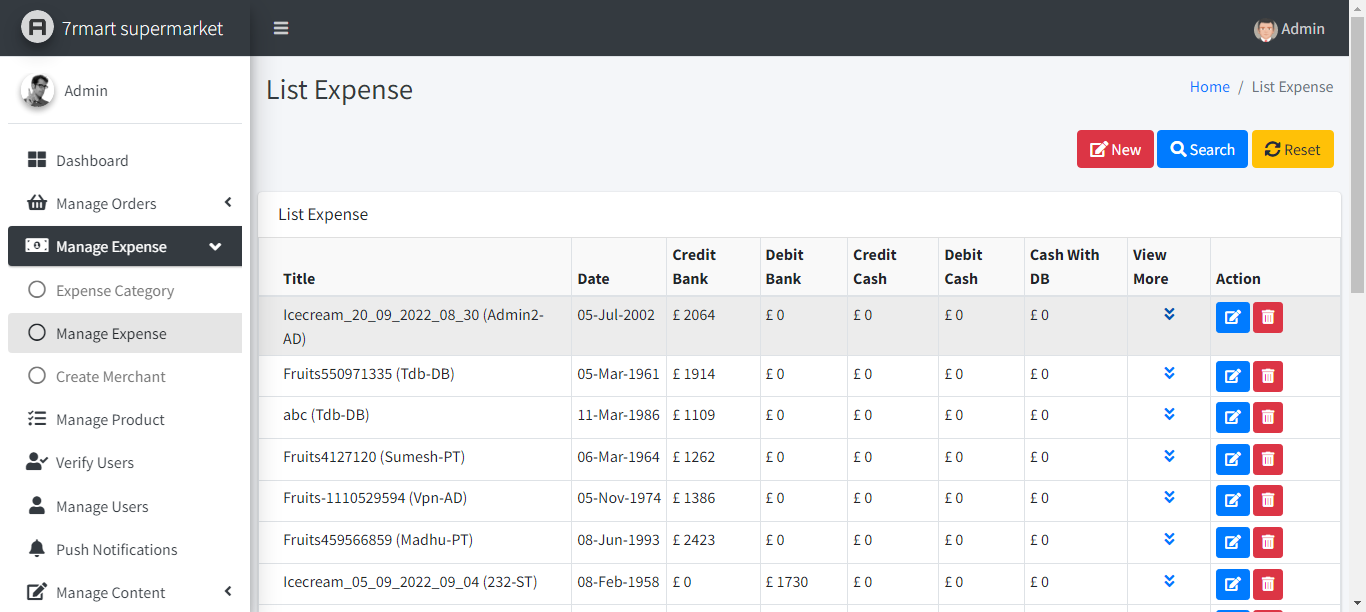 7rmart supermarket
Admin
Admin
Dashboard
Manage Orders
Manage Expense
Expense Category
Manage Expense
Create Merchant
Manage Product
Verify Users
Manage Users
Push Notifications
Manage Content
List Expense
Home / List Expense
New Search Reset
List Expense
Title Date Credit Bank Debit Bank Credit Cash Debit Cash Cash With DB View More Action
Icecream_20_09_2022_08_30 (Admin2- 05-Jul-2002 £ 2064 £ 0 £ 0 £ 0 £ 0
AD)
Fruits550971335 (Tdb-DB) 05-Mar-1961 £ 1914 £ 0 £ 0 £ 0 £ 0
abc (Tdb-DB) 11-Mar-1986 £ 1109 £ 0 £ 0 £ 0 £ 0
Fruits4127120 (Sumesh-PT) 06-Mar-1964 £ 1262 £ 0 £ 0 £ 0 £ 0
Fruits-1110529594 (Vpn-AD) 05-Nov-1974 £ 1386 £ 0 £ 0 £ 0 £ 0
Fruits459566859 (Madhu-PT) 08-Jun-1993 £ 2423 £ 0 £ 0 £ 0 £ 0
Icecream_05_09_2022_09_04 (232-ST) 08-Feb-1958 £ 0 £ 1730 £ 0 £ 0 £ 0